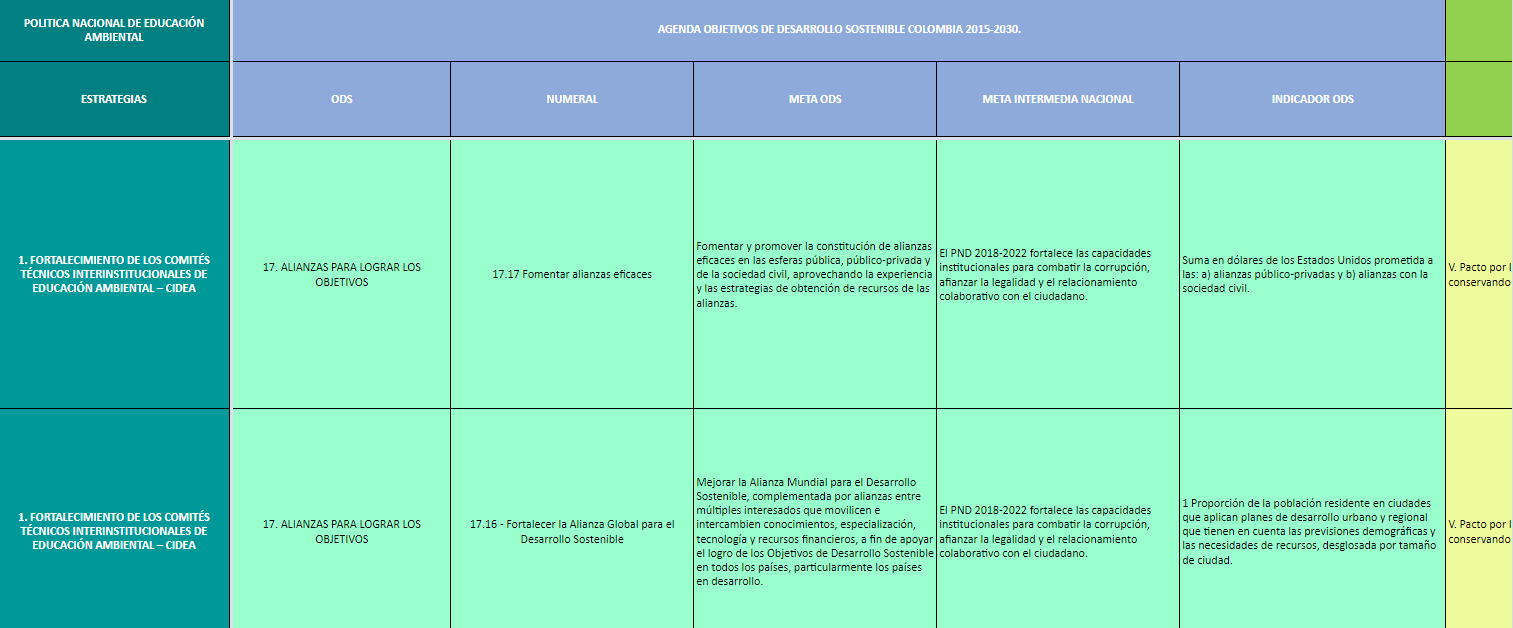 POLITICA NACIONAL DE EDUCACIÓN
AMBIENTAL
AGENDA OBJETIVOS DE DESARROLLO SOSTENIBLE COLOMBIA 2015-2030.
ESTRATEGIAS
ODS
NUMERAL
META ODS
META INTERMEDIA NACIONAL
INDICADOR ODS
1. FORTALECIMIENTO DE LOS COMITÉS
TÉCNICOS INTERINSTITUCIONALES DE
EDUCACIÓN AMBIENTAL – CIDEA
17. ALIANZAS PARA LOGRAR LOS
OBJETIVOS
17.17 Fomentar alianzas eficaces
Fomentar y promover la constitución de alianzas
eficaces en las esferas pública, público-privada y
de la sociedad civil, aprovechando la experiencia
y las estrategias de obtención de recursos de las
alianzas.
El PND 2018-2022 fortalece las capacidades
institucionales para combatir la corrupción,
afianzar la legalidad y el relacionamiento
colaborativo con el ciudadano.
Suma en dólares de los Estados Unidos prometida a
las: a) alianzas público-privadas y b) alianzas con la
sociedad civil.
V. Pacto por l
conservando
1. FORTALECIMIENTO DE LOS COMITÉS
TÉCNICOS INTERINSTITUCIONALES DE
EDUCACIÓN AMBIENTAL – CIDEA
17. ALIANZAS PARA LOGRAR LOS
OBJETIVOS
17.16 - Fortalecer la Alianza Global para el
Desarrollo Sostenible
Mejorar la Alianza Mundial para el Desarrollo
Sostenible, complementada por alianzas entre
múltiples interesados que movilicen e
intercambien conocimientos, especialización,
tecnología y recursos financieros, a fin de apoyar
el logro de los Objetivos de Desarrollo Sostenible
en todos los países, particularmente los países
en desarrollo.
El PND 2018-2022 fortalece las capacidades
institucionales para combatir la corrupción,
afianzar la legalidad y el relacionamiento
colaborativo con el ciudadano.
1 Proporción de la población residente en ciudades
que aplican planes de desarrollo urbano y regional
que tienen en cuenta las previsiones demográficas y
las necesidades de recursos, desglosada por tamaño
de ciudad.
V. Pacto por l
conservando